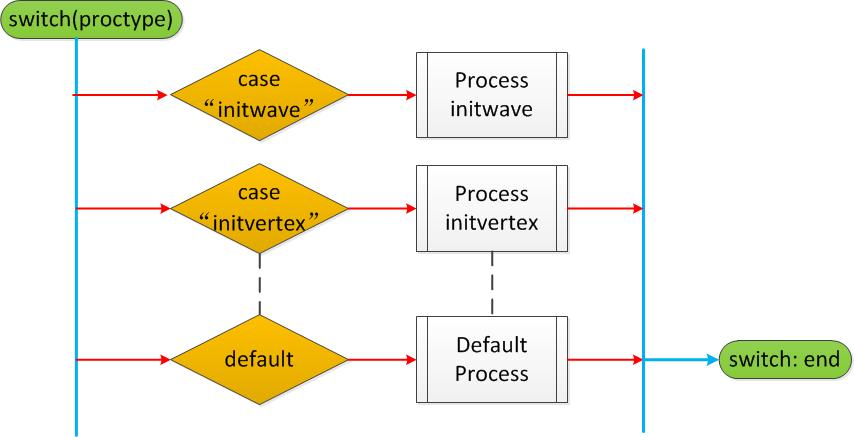 switch(proctype)
case
“initwave”
Process
initwave
case
“initvertex”
Process
initvertex
default
Default
Process
switch: end